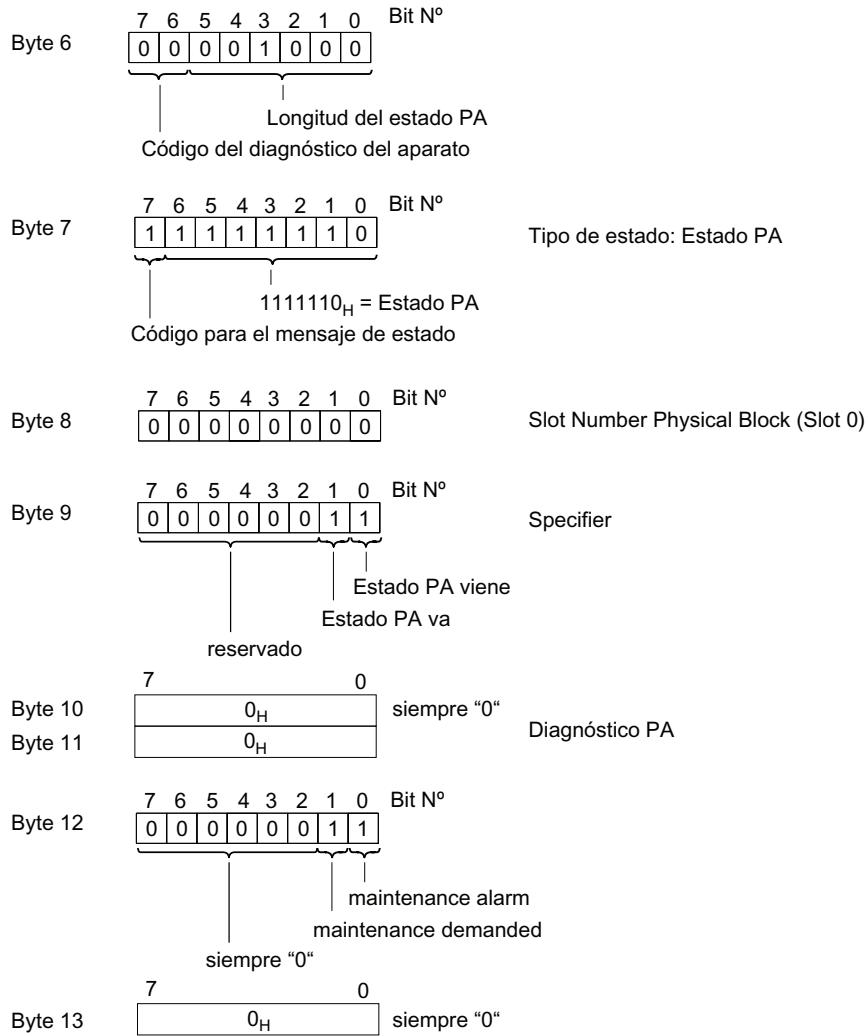 7 6 5 4 3 2 1 0 Bit Nº
Byte 6 0 0 0 0 1 0 0 0
Longitud del estado PA
Código del diagnóstico del aparato
7 6 5 4 3 2 1 0 Bit Nº
Byte 7 1 1 1 1 1 1 1 0 Tipo de estado: Estado PA
1111110H = Estado PA
Código para el mensaje de estado
7 6 5 4 3 2 1 0 Bit Nº
Byte 8 0 0 0 0 0 0 0 0 Slot Number Physical Block (Slot 0)
7 6 5 4 3 2 1 0 Bit Nº
Byte 9 0 0 0 0 0 0 1 1 Specifier
Estado PA viene
Estado PA va
reservado
7 0
Byte 10 0H siempre “0“
Byte 11 0H Diagnóstico PA
7 6 5 4 3 2 1 0 Bit Nº
Byte 12 0 0 0 0 0 0 1 1
maintenance alarm
maintenance demanded
siempre “0“
7 0
Byte 13 0H siempre “0“